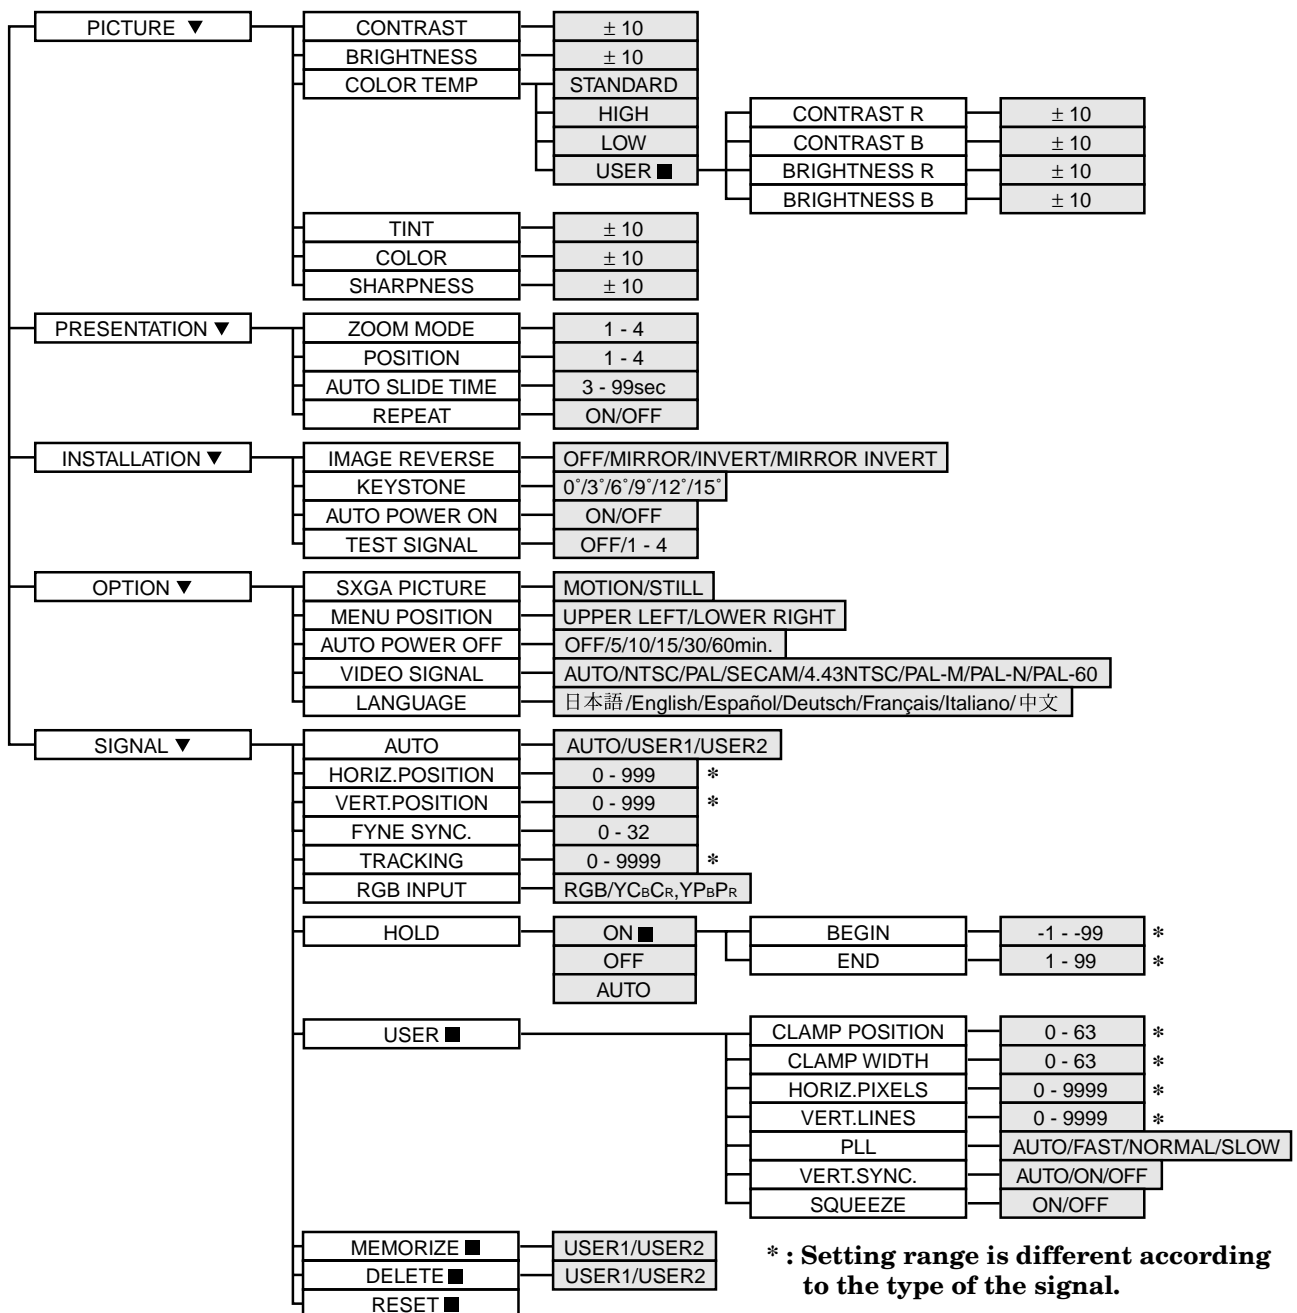 PICTURE ▼ CONTRAST ± 10
BRIGHTNESS ± 10
COLOR TEMP STANDARD
HIGH CONTRAST R ± 10
LOW CONTRAST B ± 10
USER ■ BRIGHTNESS R ± 10
BRIGHTNESS B ± 10
TINT ± 10
COLOR ± 10
SHARPNESS ± 10
PRESENTATION ▼ ZOOM MODE 1 - 4
POSITION 1 - 4
AUTO SLIDE TIME 3 - 99sec
REPEAT ON/OFF
INSTALLATION ▼ IMAGE REVERSE OFF/MIRROR/INVERT/MIRROR INVERT
KEYSTONE 0˚/3˚/6˚/9˚/12˚/15˚
AUTO POWER ON ON/OFF
TEST SIGNAL OFF/1 - 4
OPTION ▼ SXGA PICTURE MOTION/STILL
MENU POSITION UPPER LEFT/LOWER RIGHT
AUTO POWER OFF OFF/5/10/15/30/60min.
VIDEO SIGNAL AUTO/NTSC/PAL/SECAM/4.43NTSC/PAL-M/PAL-N/PAL-60
LANGUAGE 日本語/English/Español/Deutsch/Français/Italiano/中文
SIGNAL ▼ AUTO AUTO/USER1/USER2
HORIZ.POSITION 0 - 999 *
VERT.POSITION 0 - 999 *
FYNE SYNC. 0 - 32
TRACKING 0 - 9999 *
RGB INPUT RGB/YCBCR,YPBPR
HOLD ON ■ BEGIN -1 - -99 *
OFF END 1 - 99 *
AUTO
USER ■ CLAMP POSITION 0 - 63 *
CLAMP WIDTH 0 - 63 *
HORIZ.PIXELS 0 - 9999 *
VERT.LINES 0 - 9999 *
PLL AUTO/FAST/NORMAL/SLOW
VERT.SYNC. AUTO/ON/OFF
SQUEEZE ON/OFF
MEMORIZE ■ USER1/USER2
DELETE ■ USER1/USER2
RESET ■
* : Setting range is different according
to the type of the signal.